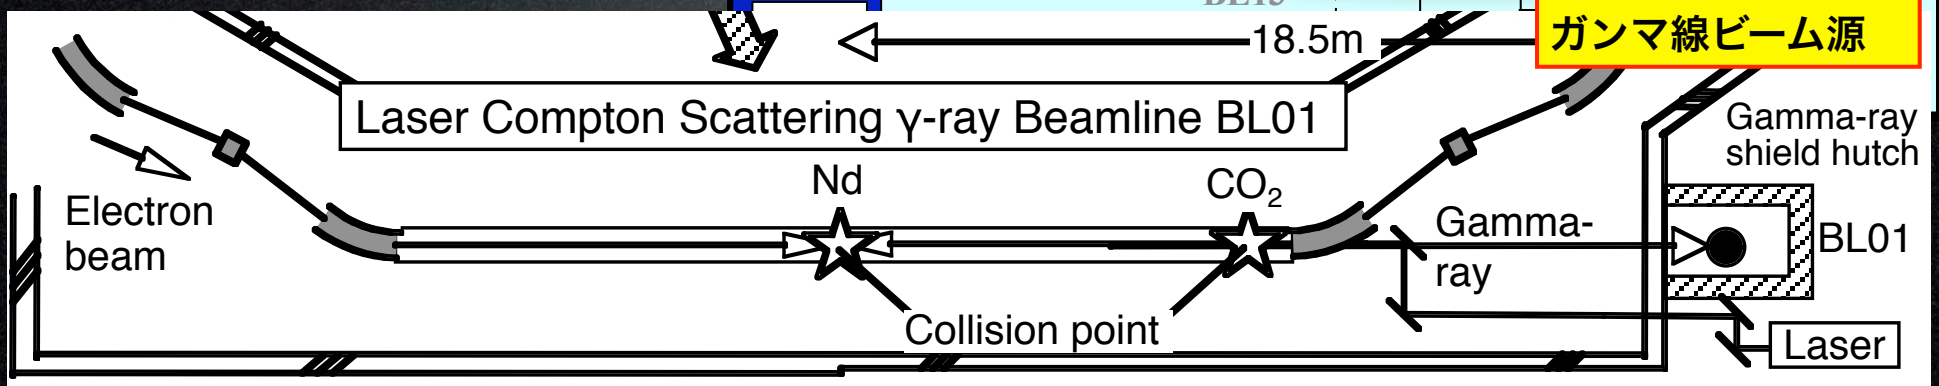 18.5m
ガンマ線ビーム源
Laser Compton Scattering γ-ray Beamline BL01
Gamma-ray
shield hutch
Nd
CO₂
Electron
beam
Gamma-
ray
BL01
Collision point
Laser